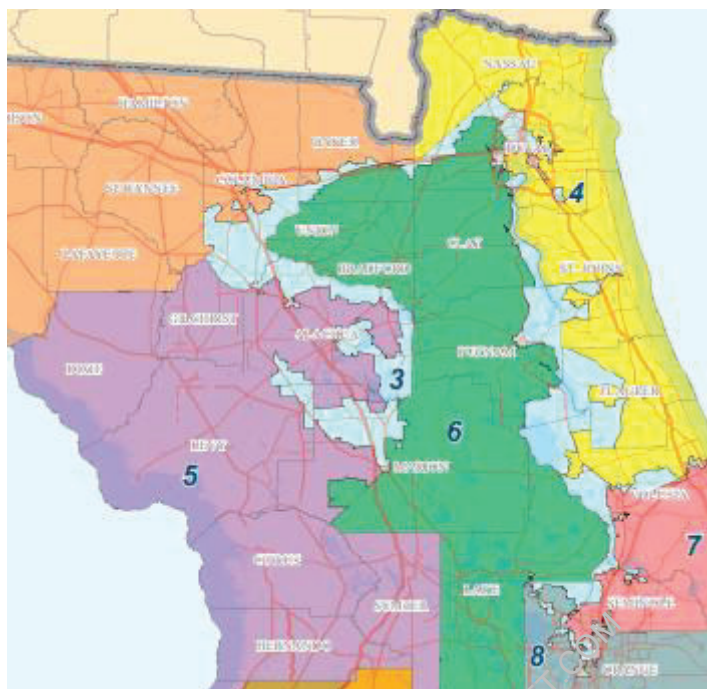 NASSAU
HAMILTON
BAKER
DUVAL
COLUMBIA
SUWANNEE
4
UNION
CLAY
LAFAYETTE
BRADFORD
ST. JOHNS
GILCHRIST
ALACHUA
PUTNAM
DIXIE
3
FLAGLER
6
LEVY
MARION
5
VOLUSIA
7
CITRUS
LAKE
SUMTER
SEMINOLE
HERNANDO
8
ORANGE